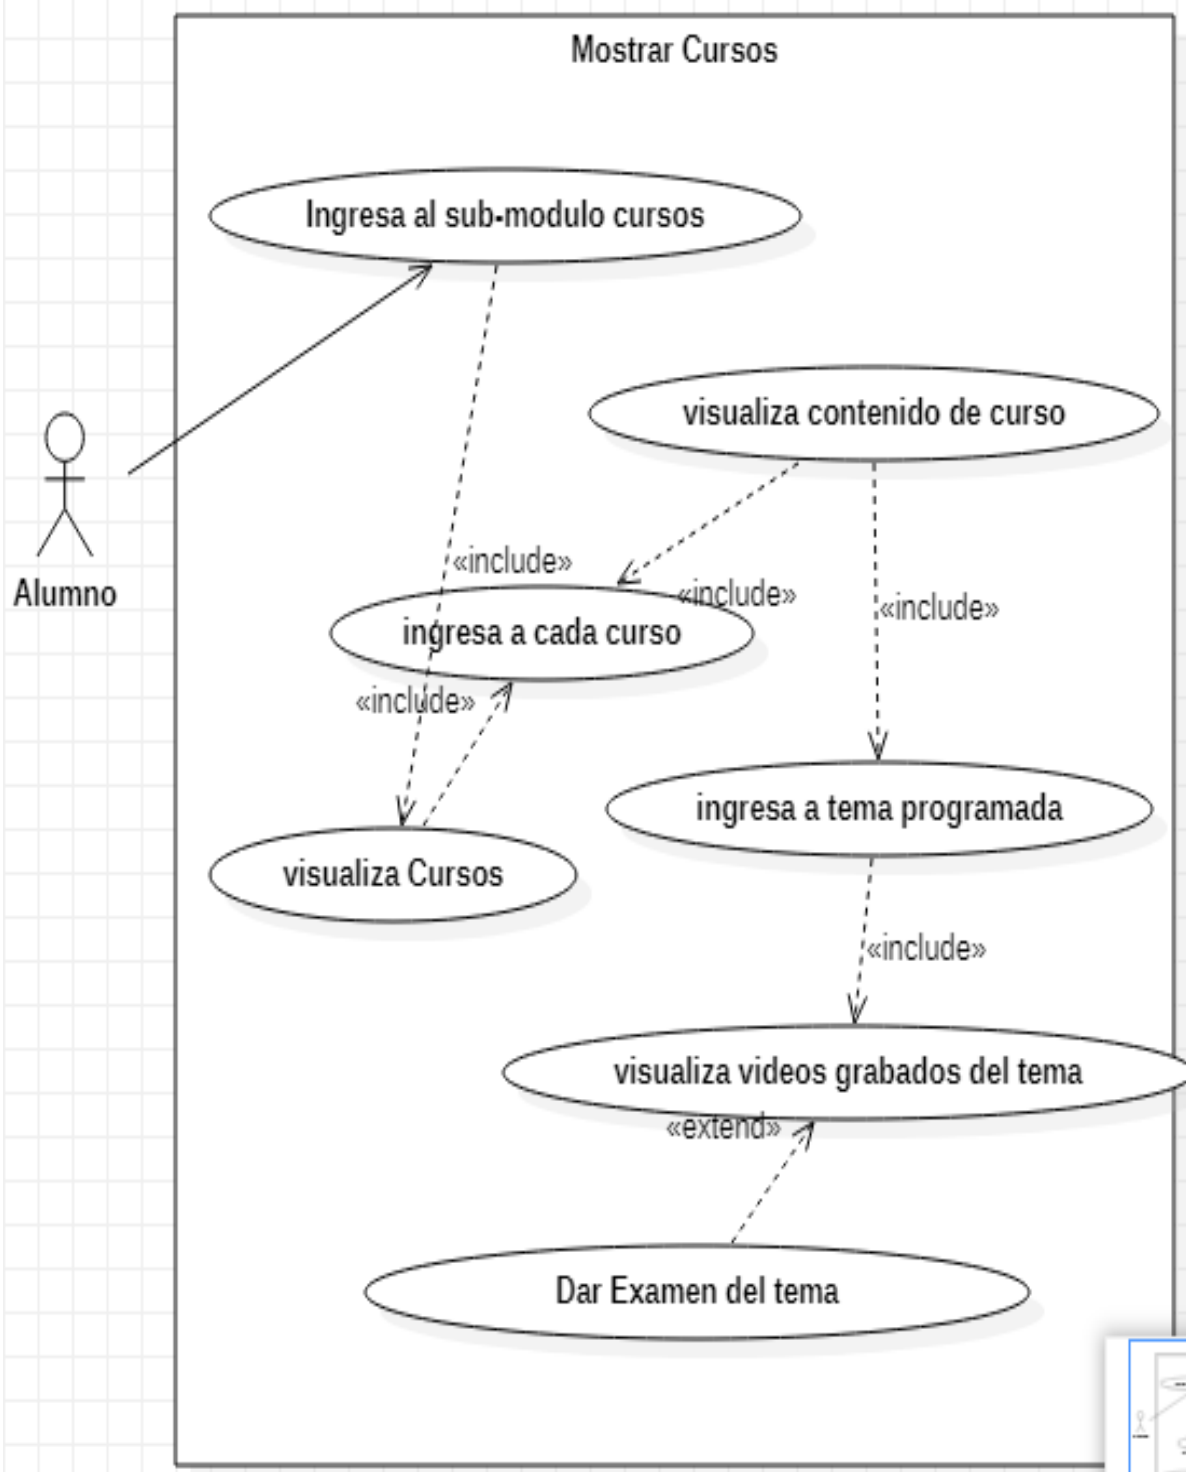 Mostrar Cursos
Ingresa al sub-modulo cursos
visualiza contenido de curso
Alumno
«include»
«include»
«include»
ingresa a cada curso
«include»
ingresa a tema programada
visualiza Cursos
«include»
visualiza videos grabados del tema
«extend»
Dar Examen del tema